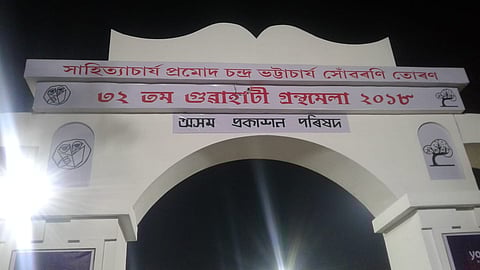 সাহিত্যাচাৰ্য প্ৰমোদ চন্দ্ৰ ভট্টাচাৰ্য সোঁৱৰণি তোৰণ
৩২ তম গুৱাহাটী গ্ৰন্থমেলা ২০১৮
অসম প্ৰকাশন পৰিষদ